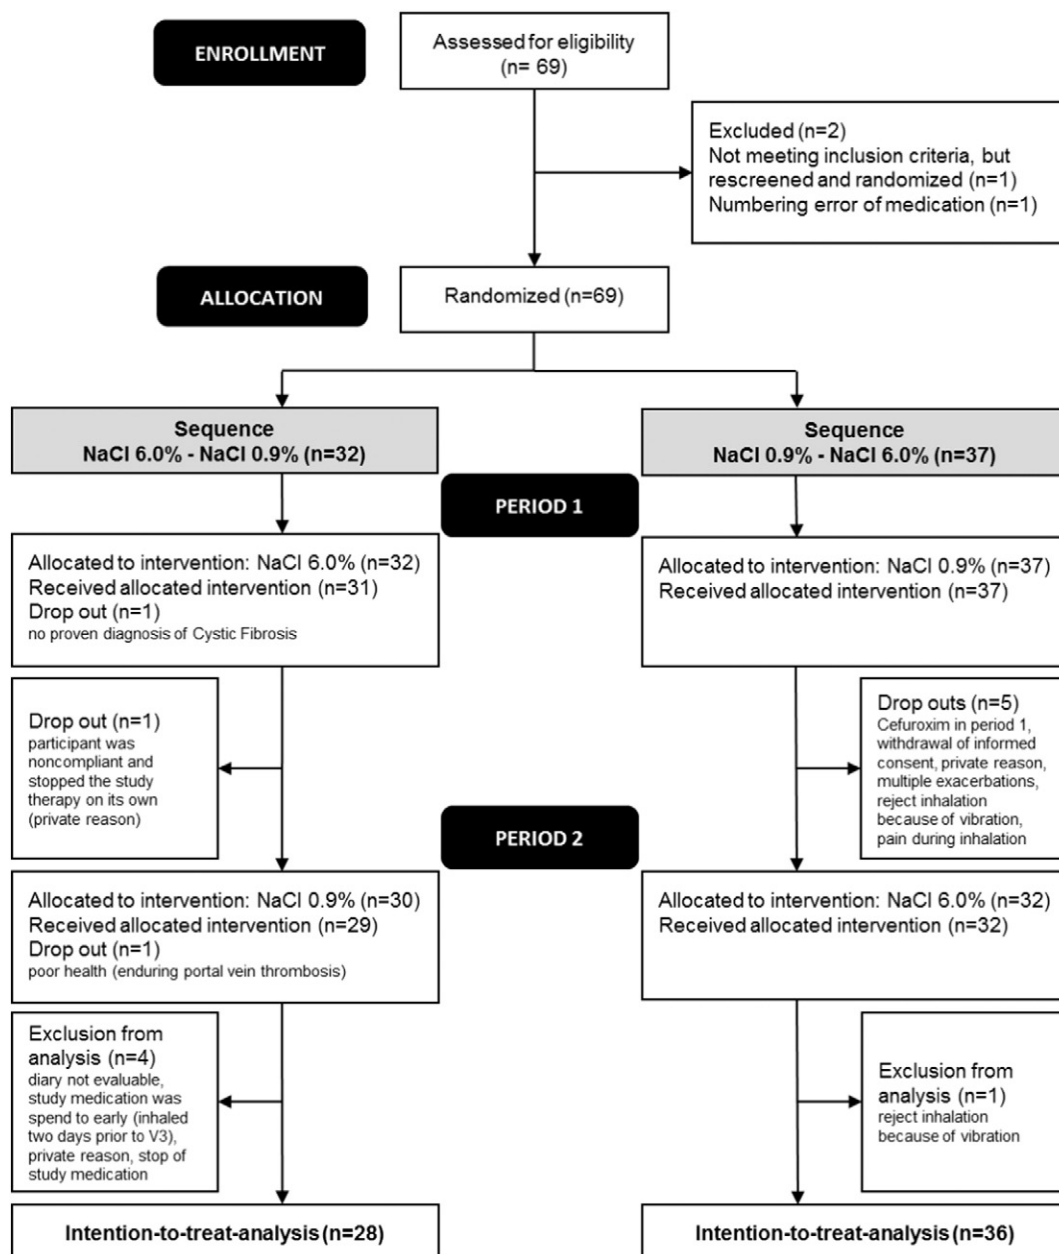 ENROLLMENT
Assessed for eligibility
(n= 69)
Excluded (n=2)
Not meeting inclusion criteria, but
rescreened and randomized (n=1)
Numbering error of medication (n=1)
ALLOCATION
Randomized (n=69)
Sequence
NaCl 6.0% - NaCl 0.9% (n=32)
Sequence
NaCl 0.9% - NaCl 6.0% (n=37)
PERIOD 1
Allocated to intervention: NaCl 6.0% (n=32)
Received allocated intervention (n=31)
Drop out (n=1)
no proven diagnosis of Cystic Fibrosis
Allocated to intervention: NaCl 0.9% (n=37)
Received allocated intervention (n=37)
Drop out (n=1)
participant was
noncompliant and
stopped the study
therapy on its own
(private reason)
Drop outs (n=5)
Cefuroxim in period 1,
withdrawal of informed
consent, private reason,
multiple exacerbations,
reject inhalation
because of vibration,
pain during inhalation
PERIOD 2
Allocated to intervention: NaCl 0.9% (n=30)
Received allocated intervention (n=29)
Drop out (n=1)
poor health (enduring portal vein thrombosis)
Allocated to intervention: NaCl 6.0% (n=32)
Received allocated intervention (n=32)
Exclusion from
analysis (n=4)
diary not evaluable,
study medication was
spend to early (inhaled
two days prior to V3),
private reason, stop of
study medication
Exclusion from
analysis (n=1)
reject inhalation
because of vibration
Intention-to-treat-analysis (n=28)
Intention-to-treat-analysis (n=36)